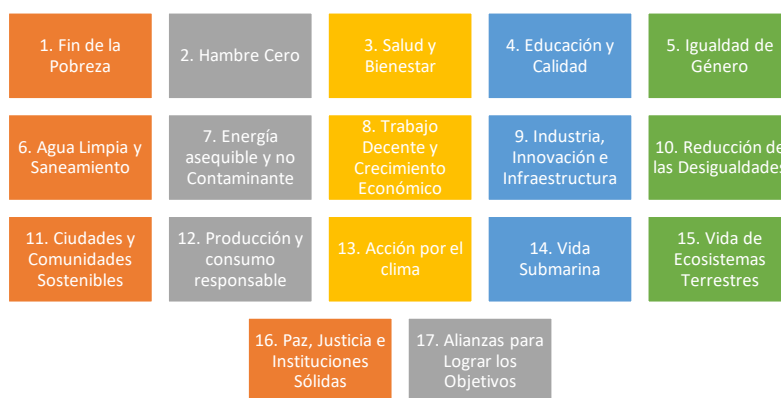 1. Fin de la
Pobreza
2. Hambre Cero
3. Salud y
Bienestar
4. Educación y
Calidad
5. Igualdad de
Género
6. Agua Limpia y
Saneamiento
7. Energía
asequible y no
Contaminante
8. Trabajo
Decente y
Crecimiento
Económico
9. Industria,
Innovación e
Infraestructura
10. Reducción de
las Desigualdades
11. Ciudades y
Comunidades
Sostenibles
12. Producción y
consumo
responsable
13. Acción por el
clima
14. Vida
Submarina
15. Vida de
Ecosistemas
Terrestres
16. Paz, Justicia e
Instituciones
Sólidas
17. Alianzas para
Lograr los
Objetivos